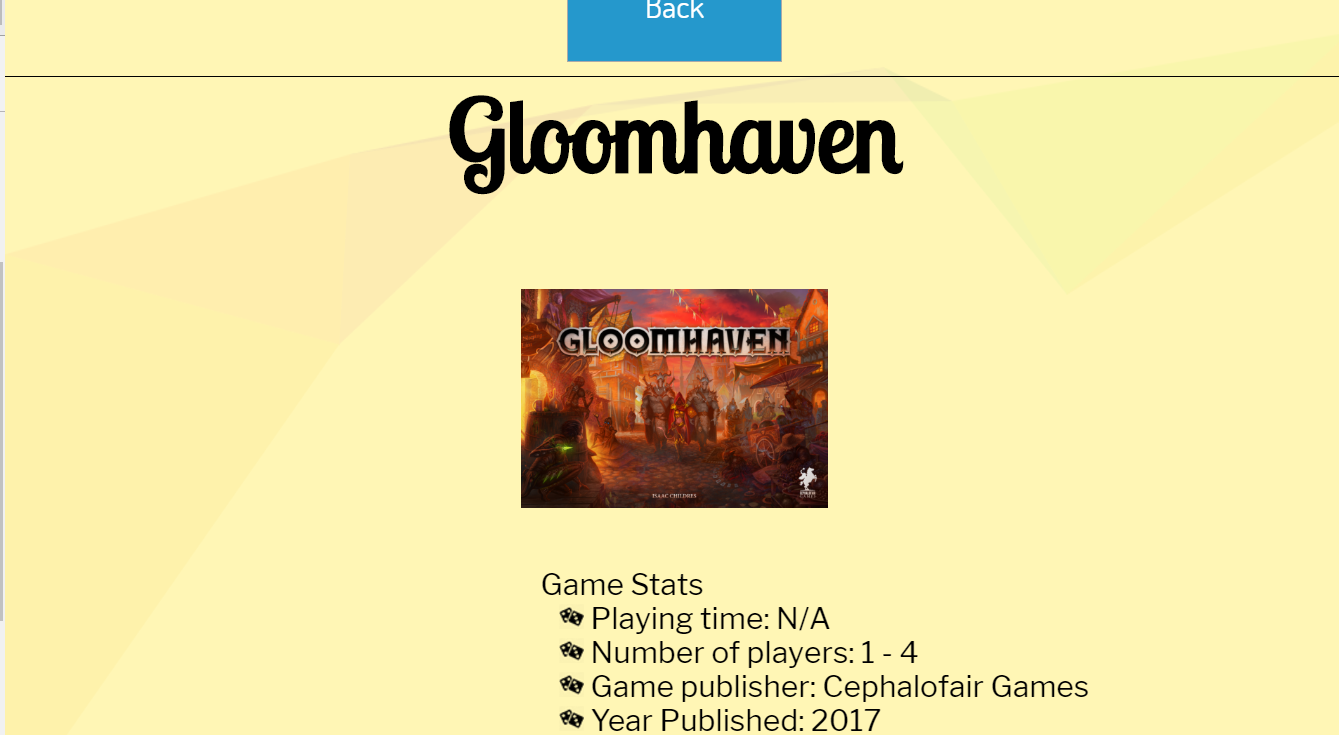 Back
Gloomhaven
GLOOMHAVEN
ISAAC CHILDRES
Game Stats
Playing time: N/A
Number of players: 1 - 4
Game publisher: Cephalofair Games
Year Published: 2017